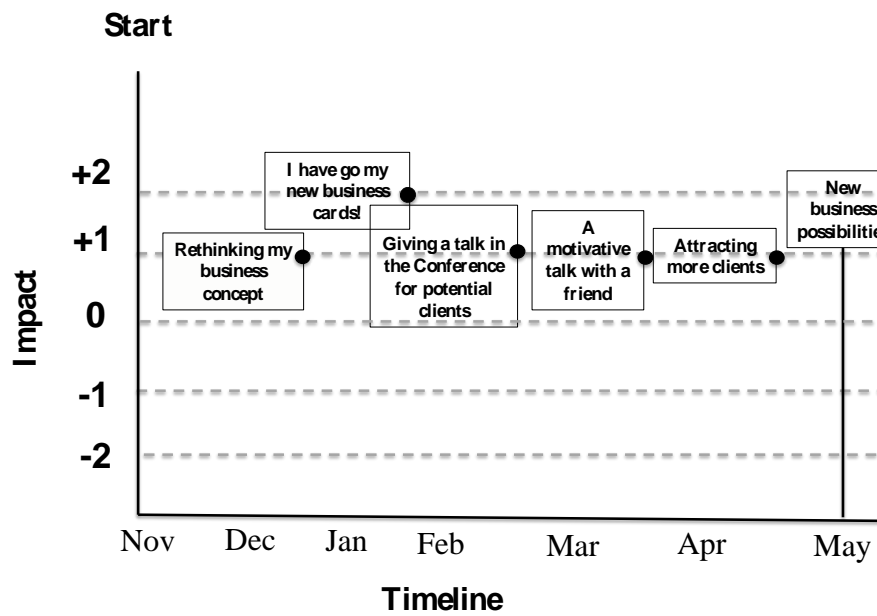 Start
+2
+1
0
-1
-2
Impact
I have go my
new business
cards!
Rethinking my
business
concept
Giving a talk in
the Conference
for potential
clients
A
motivative
talk with a
friend
Attracting
more clients
New
business
possibilitie
Nov
Dec
Jan
Feb
Mar
Apr
May
Timeline